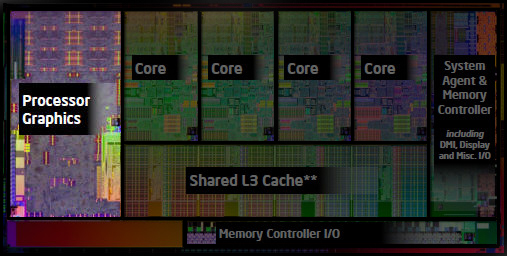 Processor
Graphics
Core
Core
Core
Core
System
Agent &
Memory
Controller
including
DMI, Display
and Misc. I/O
Shared L3 Cache**
Memory Controller I/O